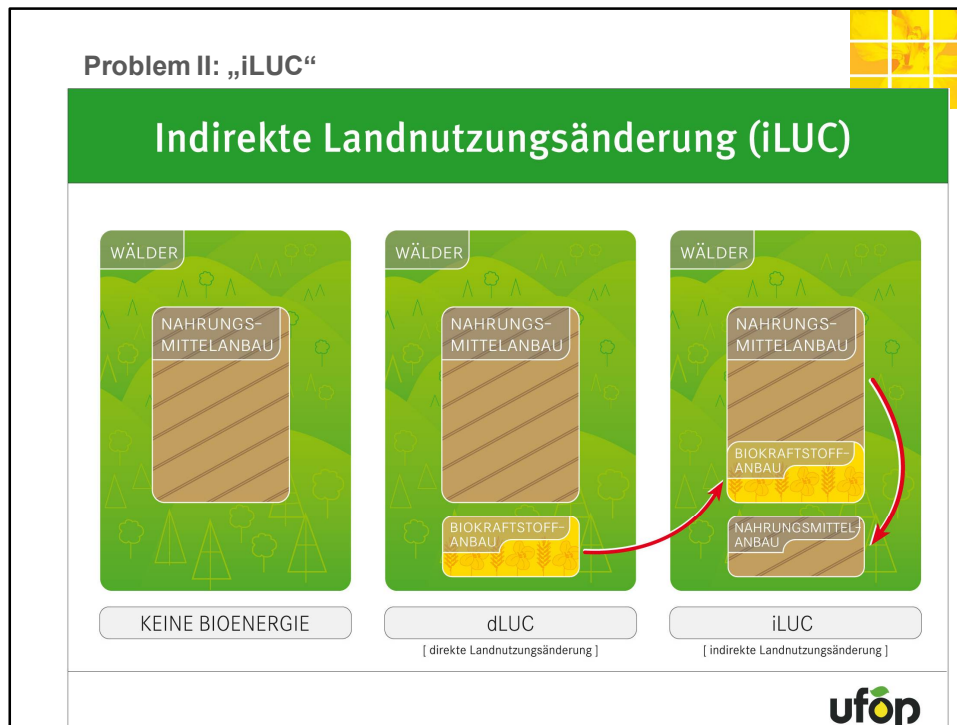 Problem II: „iLUC“
Indirekte Landnutzungsänderung (iLUC)
WÄLDER
NAHRUNGS-
MITTELANBAU
KEINE BIOENERGIE
WÄLDER
NAHRUNGS-
MITTELANBAU
BIOKRAFTSTOFF-
ANBAU
dLUC
[ direkte Landnutzungsänderung ]
WÄLDER
NAHRUNGS-
MITTELANBAU
BIOKRAFTSTOFF-
ANBAU
NAHRUNGSMITTEL-
ANBAU
iLUC
[ indirekte Landnutzungsänderung ]
ufop